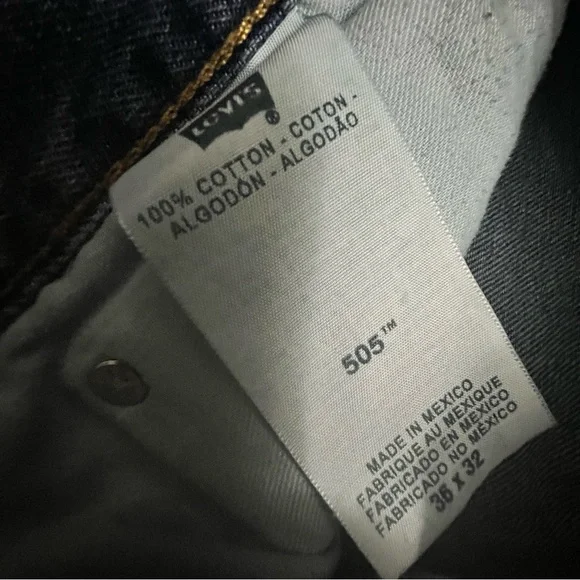 Levi's ®
100% COTTON - COTON -
ALGODÓN - ALGODÃO
505™
MADE IN MEXICO
FABRIQUE AU MEXIQUE
FABRICADO EN MÉXICO
FABRICADO NO MÉXICO
36 X 32